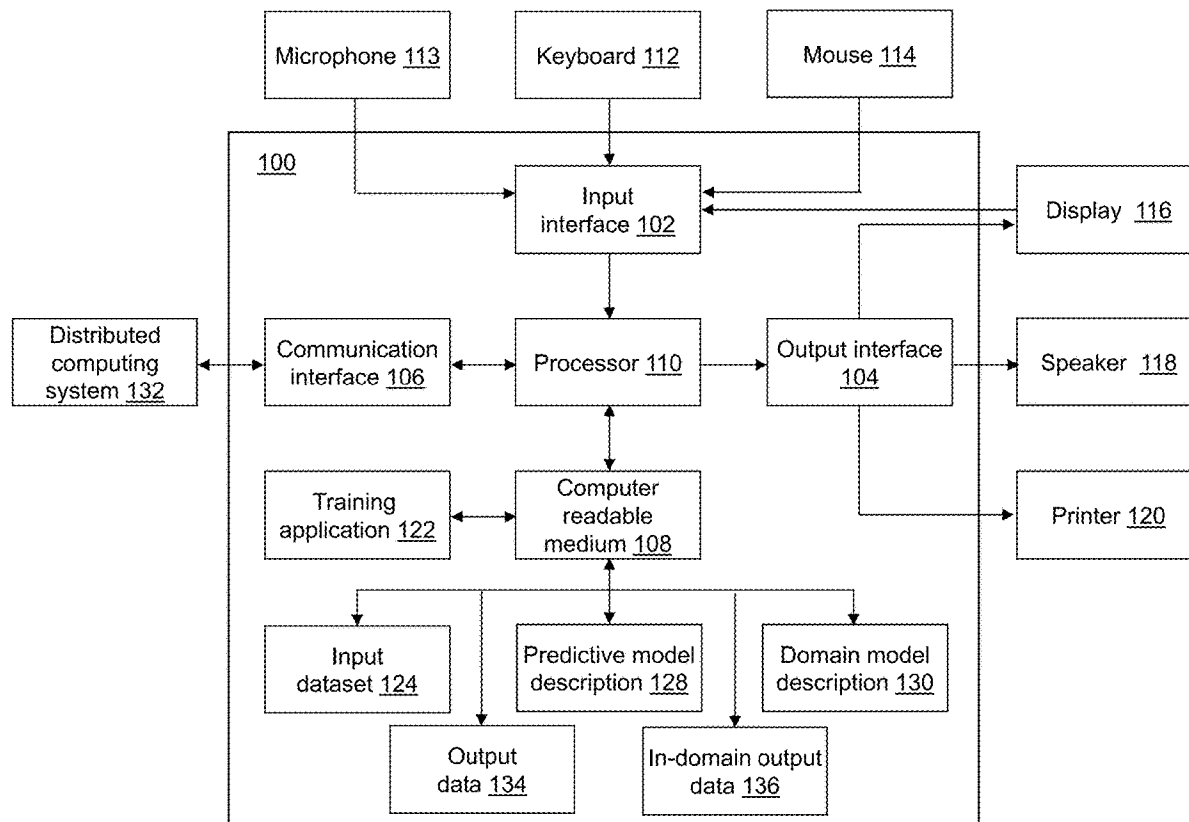 Microphone 113
Keyboard 112
Mouse 114
100
Input
interface 102
Display 116
Distributed
computing
system 132
Communication
interface 106
Processor 110
Output interface
104
Speaker 118
Training
application 122
Computer
readable
medium 108
Printer 120
Input
dataset 124
Predictive model
description 128
Domain model
description 130
Output
data 134
In-domain output
data 136